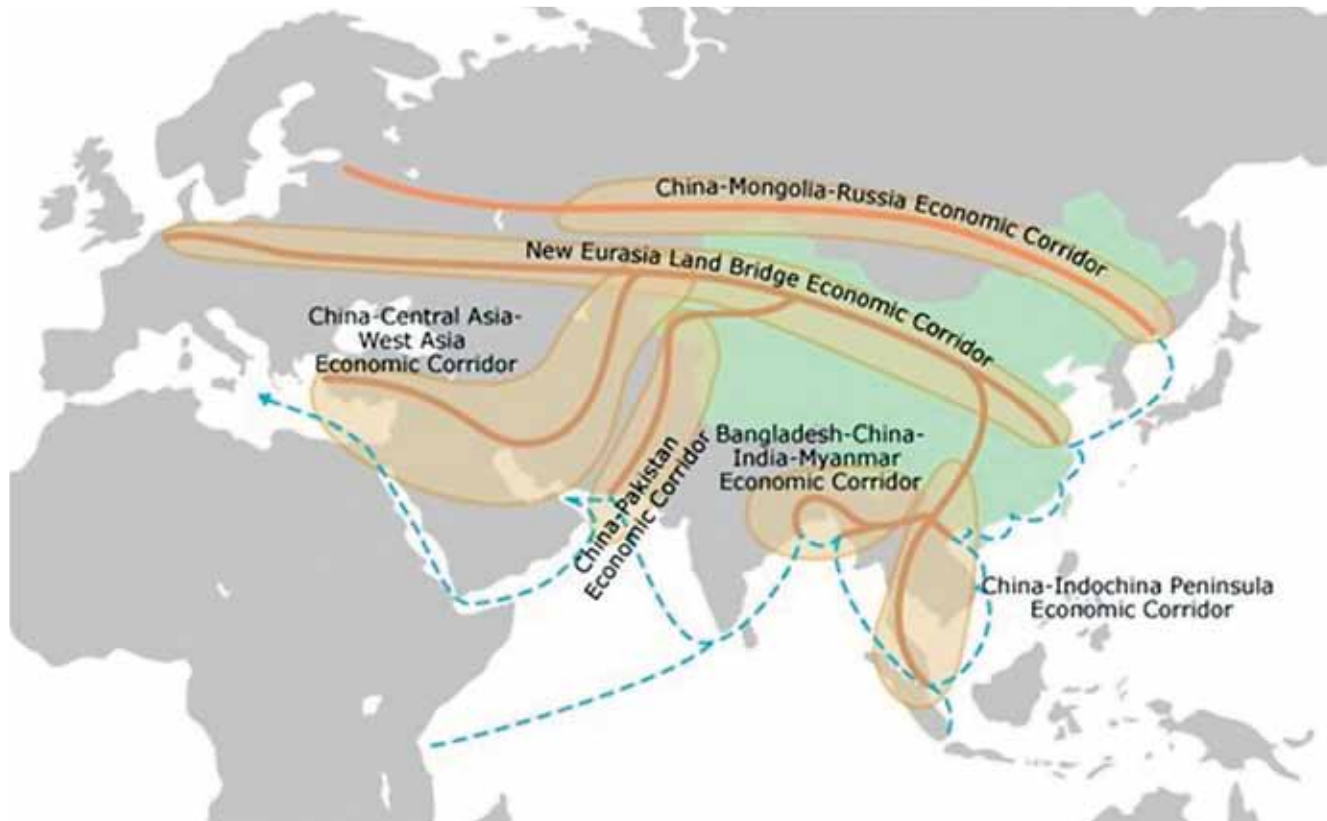 China-Mongolia-Russia Economic Corridor
New Eurasia Land Bridge Economic Corridor
China-Central Asia-
West Asia
Economic Corridor
China-Pakistan
Economic Corridor
Bangladesh-China-
India-Myanmar
Economic Corridor
China-Indochina Peninsula
Economic Corridor